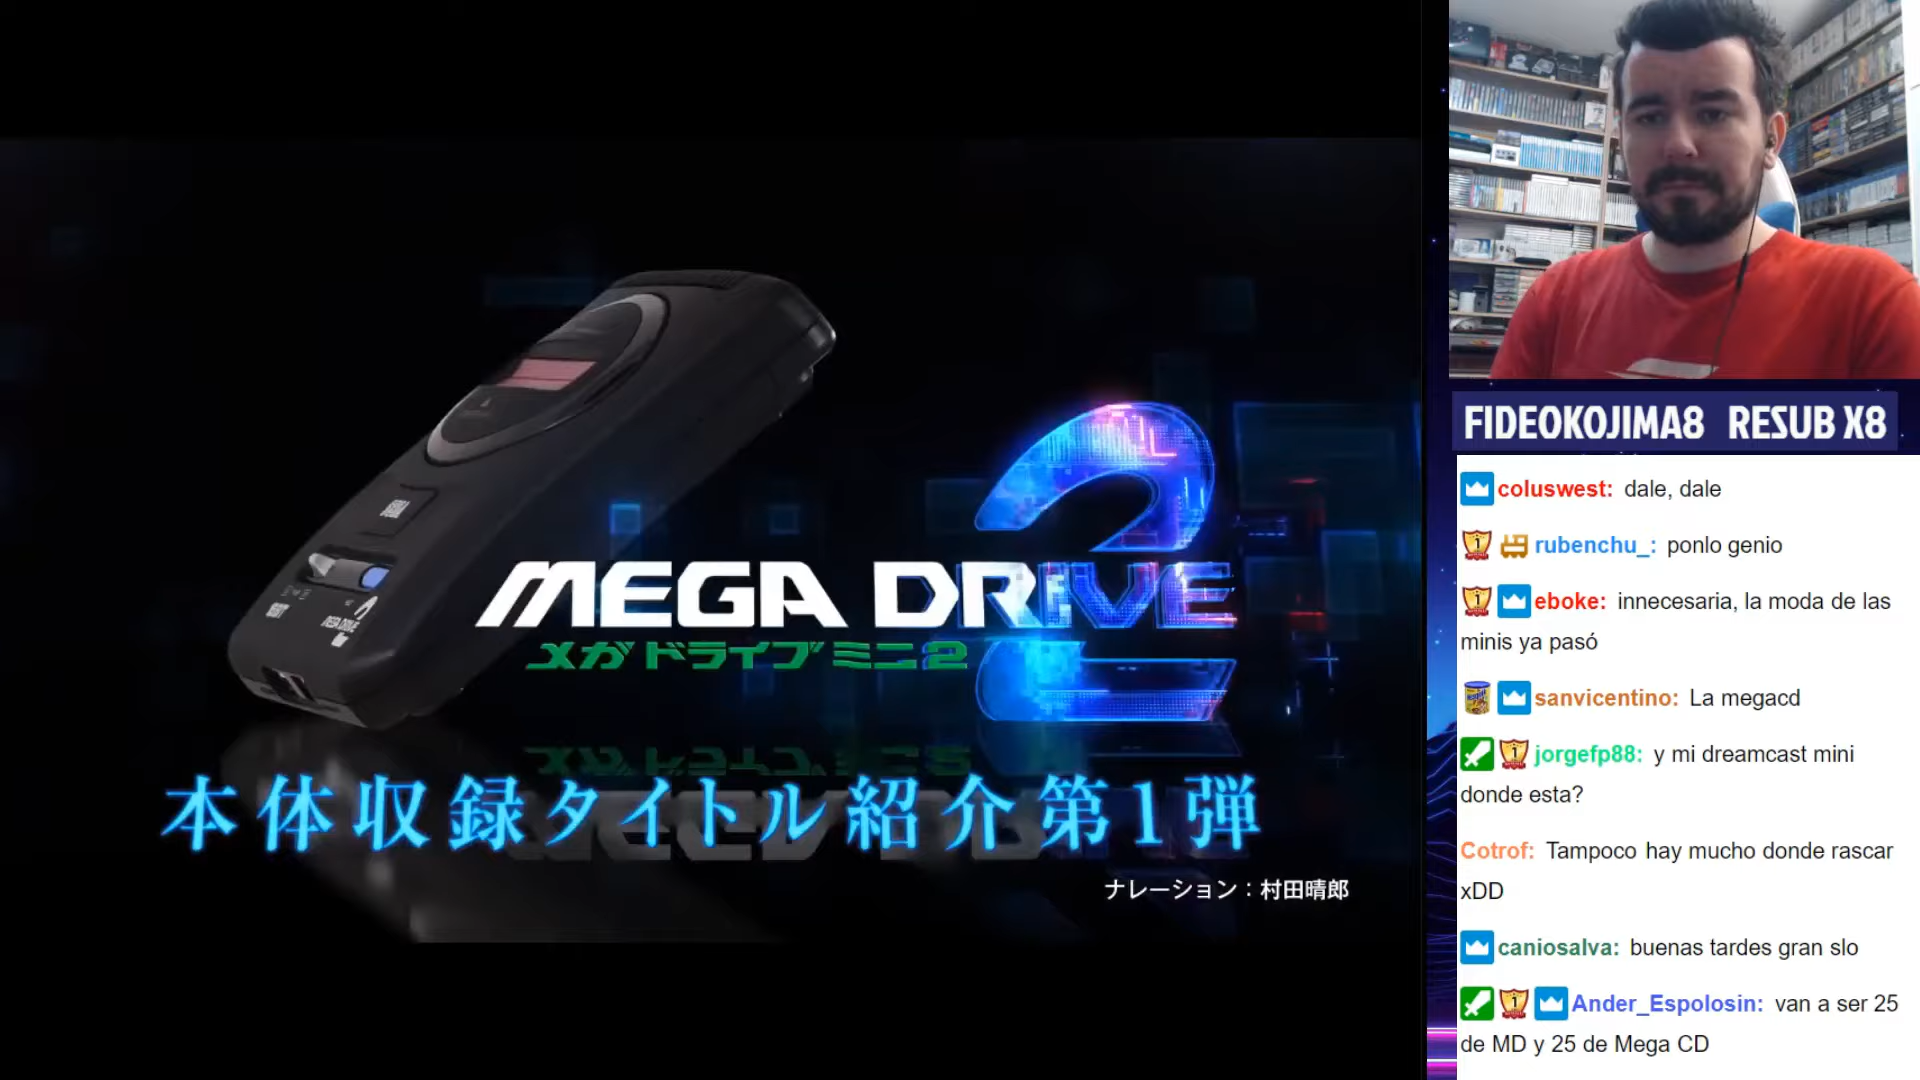 MEGA DRIVE
2
メガドライブ ミニ2
本体収録タイトル紹介第1弾
ナレーション：村田晴郎
FIDEOKOJIMA8 RESUB X8
coluswest: dale, dale
rubenchu_: ponlo genio
eboke: innecesaria, la moda de las
minis ya pasó
sanvicentino: La megacd
jorgefp88: y mi dreamcast mini
donde esta?
Cotrof: Tampoco hay mucho donde rascar
xDD
caniosalva: buenas tardes gran slo
Ander_Espolosin: van a ser 25
de MD y 25 de Mega CD